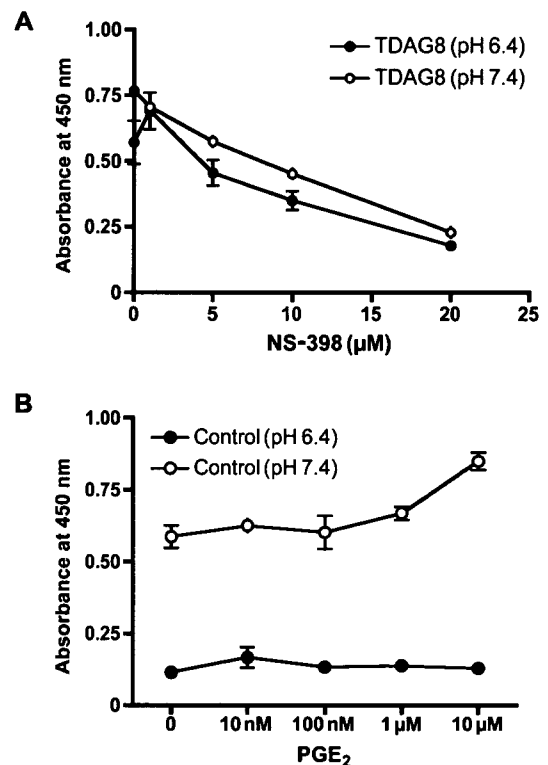 A
1.00
0.75
0.50
0.25
0
Absorbance at 450 nm
TDAG8 (pH 6.4)
TDAG8 (pH 7.4)
0 5 10 15 20 25
NS-398 (µM)
B
1.00
0.75
0.50
0.25
0
Absorbance at 450 nm
Control (pH 6.4)
Control (pH 7.4)
0 10 nM 100 nM 1 µM 10 µM
PGE₂